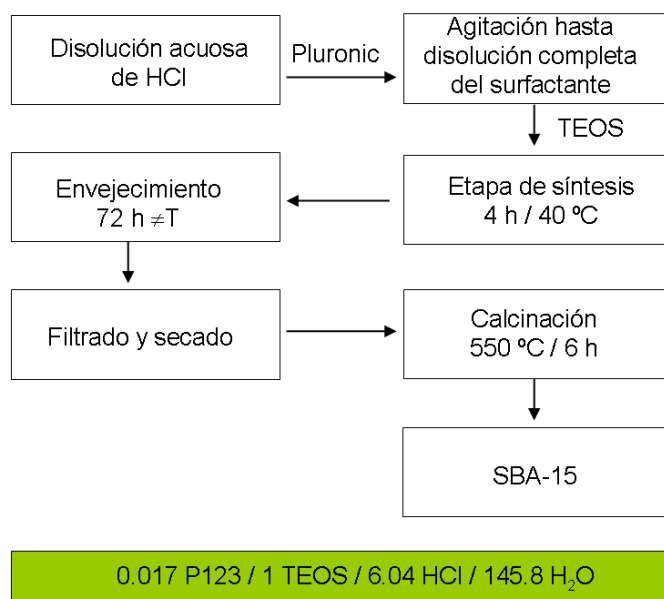 Disolución acuosa
de HCl
Pluronic
Agitación hasta
disolución completa
del surfactante
TEOS
Etapa de síntesis
4 h / 40 ºC
Envejecimiento
72 h ≠T
Filtrado y secado
Calcinación
550 ºC / 6 h
SBA-15
0.017 P123 / 1 TEOS / 6.04 HCl / 145.8 H₂O